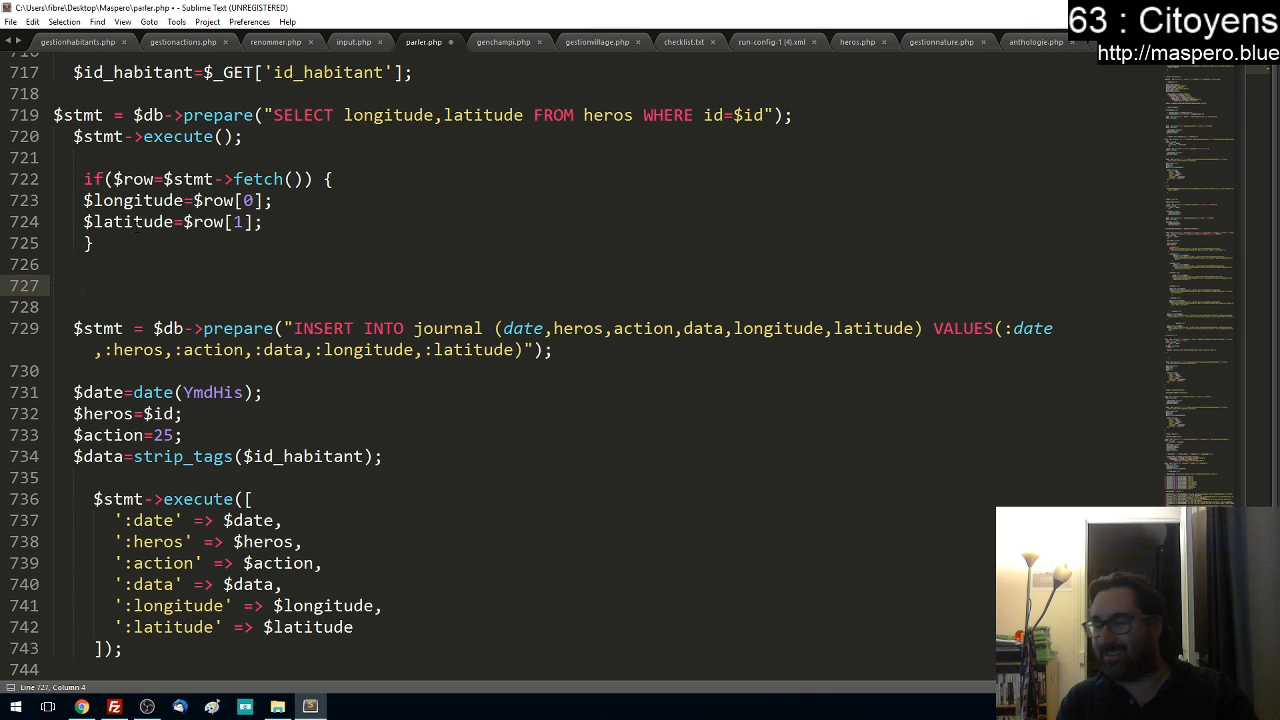 C:\Users\fibre\Desktop\Maspero\parler.php • - Sublime Text (UNREGISTERED)
File Edit Selection Find View Goto Tools Project Preferences Help
63 : Citoyens
http://maspero.blue
gestionhabitants.php × gestionactions.php × renommer.php × input.php × parler.php genchampi.php × gestionvillage.php × checklist.txt × run-config-1 (4).xml × heros.php × gestionnature.php × anthologie.php ×
717 $id_habitant=$_GET['id_habitant'];
718
719 $stmt = $db->prepare("SELECT longitude,latitude FROM heros WHERE id=$id");
720 $stmt->execute();
721
722 if($row=$stmt->fetch()) {
723 $longitude=$row[0];
724 $latitude=$row[1];
725 }
726
727
728
729 $stmt = $db->prepare("INSERT INTO journal (date,heros,action,data,longitude,latitude) VALUES(:date
,:heros,:action,:data,:longitude,:latitude)");
730
731 $date=date(YmdHis);
732 $heros=$id;
733 $action=25;
734 $data=strip_tags($id_habitant);
735
736 $stmt->execute([
737 ':date' => $date,
738 ':heros' => $heros,
739 ':action' => $action,
740 ':data' => $data,
741 ':longitude' => $longitude,
742 ':latitude' => $latitude
743 ]);
744
Line 727, Column 4